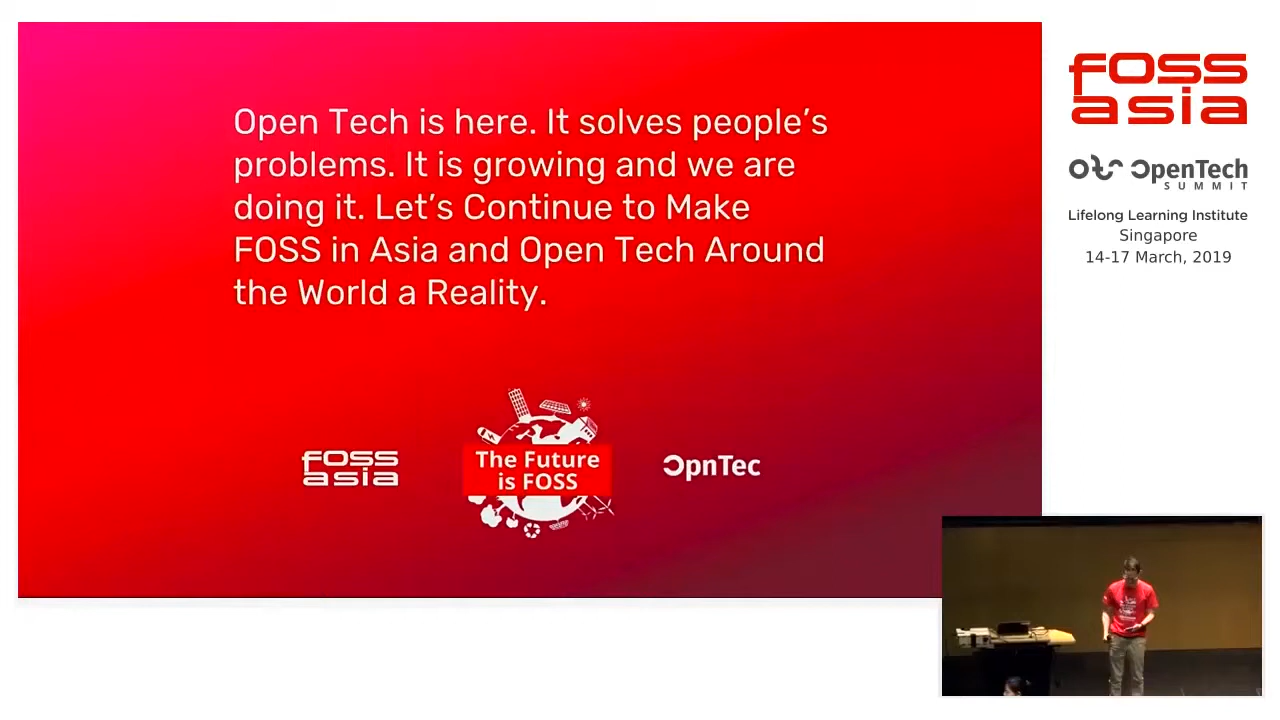 Open Tech is here. It solves people's
problems. It is growing and we are
doing it. Let's Continue to Make
FOSS in Asia and Open Tech Around
the World a Reality.
foss
asia
The Future
is FOSS
OpnTec
foss
asia
OpenTech
SUMMIT
Lifelong Learning Institute
Singapore
14-17 March, 2019